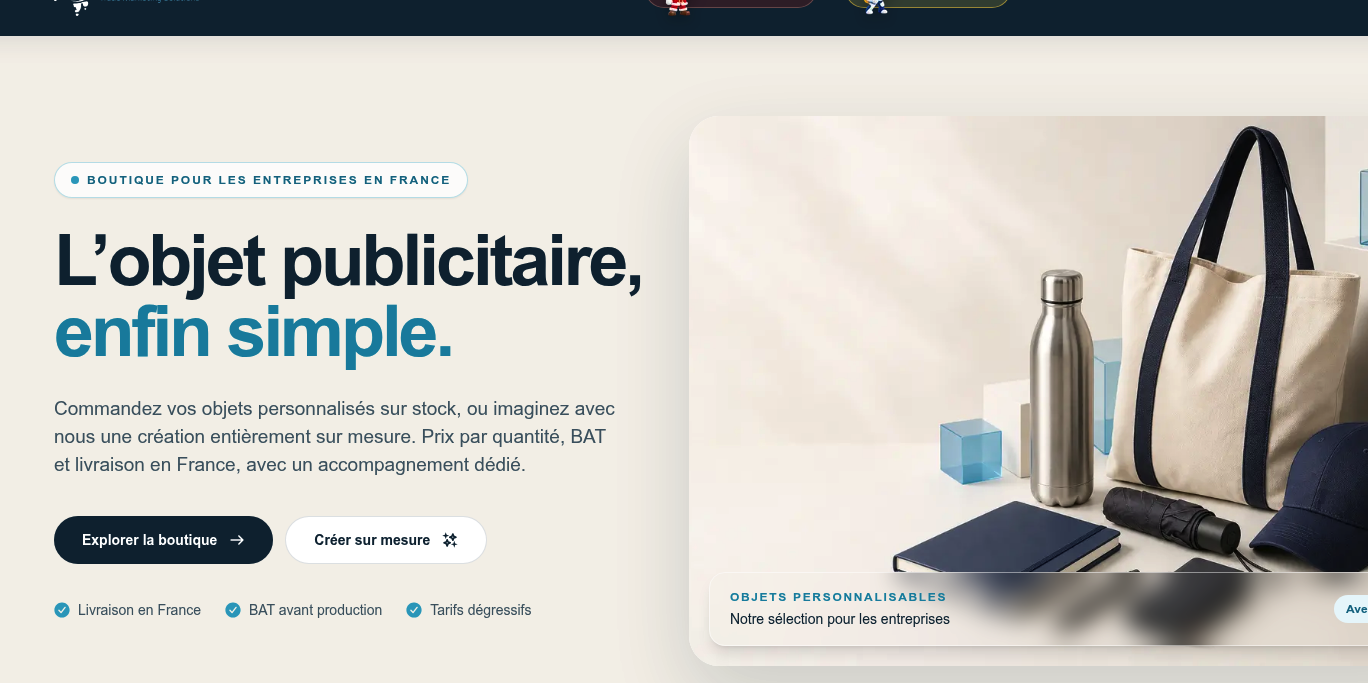 BOUTIQUE POUR LES ENTREPRISES EN FRANCE
L’objet publicitaire,
enfin simple.
Commandez vos objets personnalisés sur stock, ou imaginez avec
nous une création entièrement sur mesure. Prix par quantité, BAT
et livraison en France, avec un accompagnement dédié.
Explorer la boutique
Créer sur mesure
Livraison en France
BAT avant production
Tarifs dégressifs
OBJETS PERSONNALISABLES
Notre sélection pour les entreprises
Ave